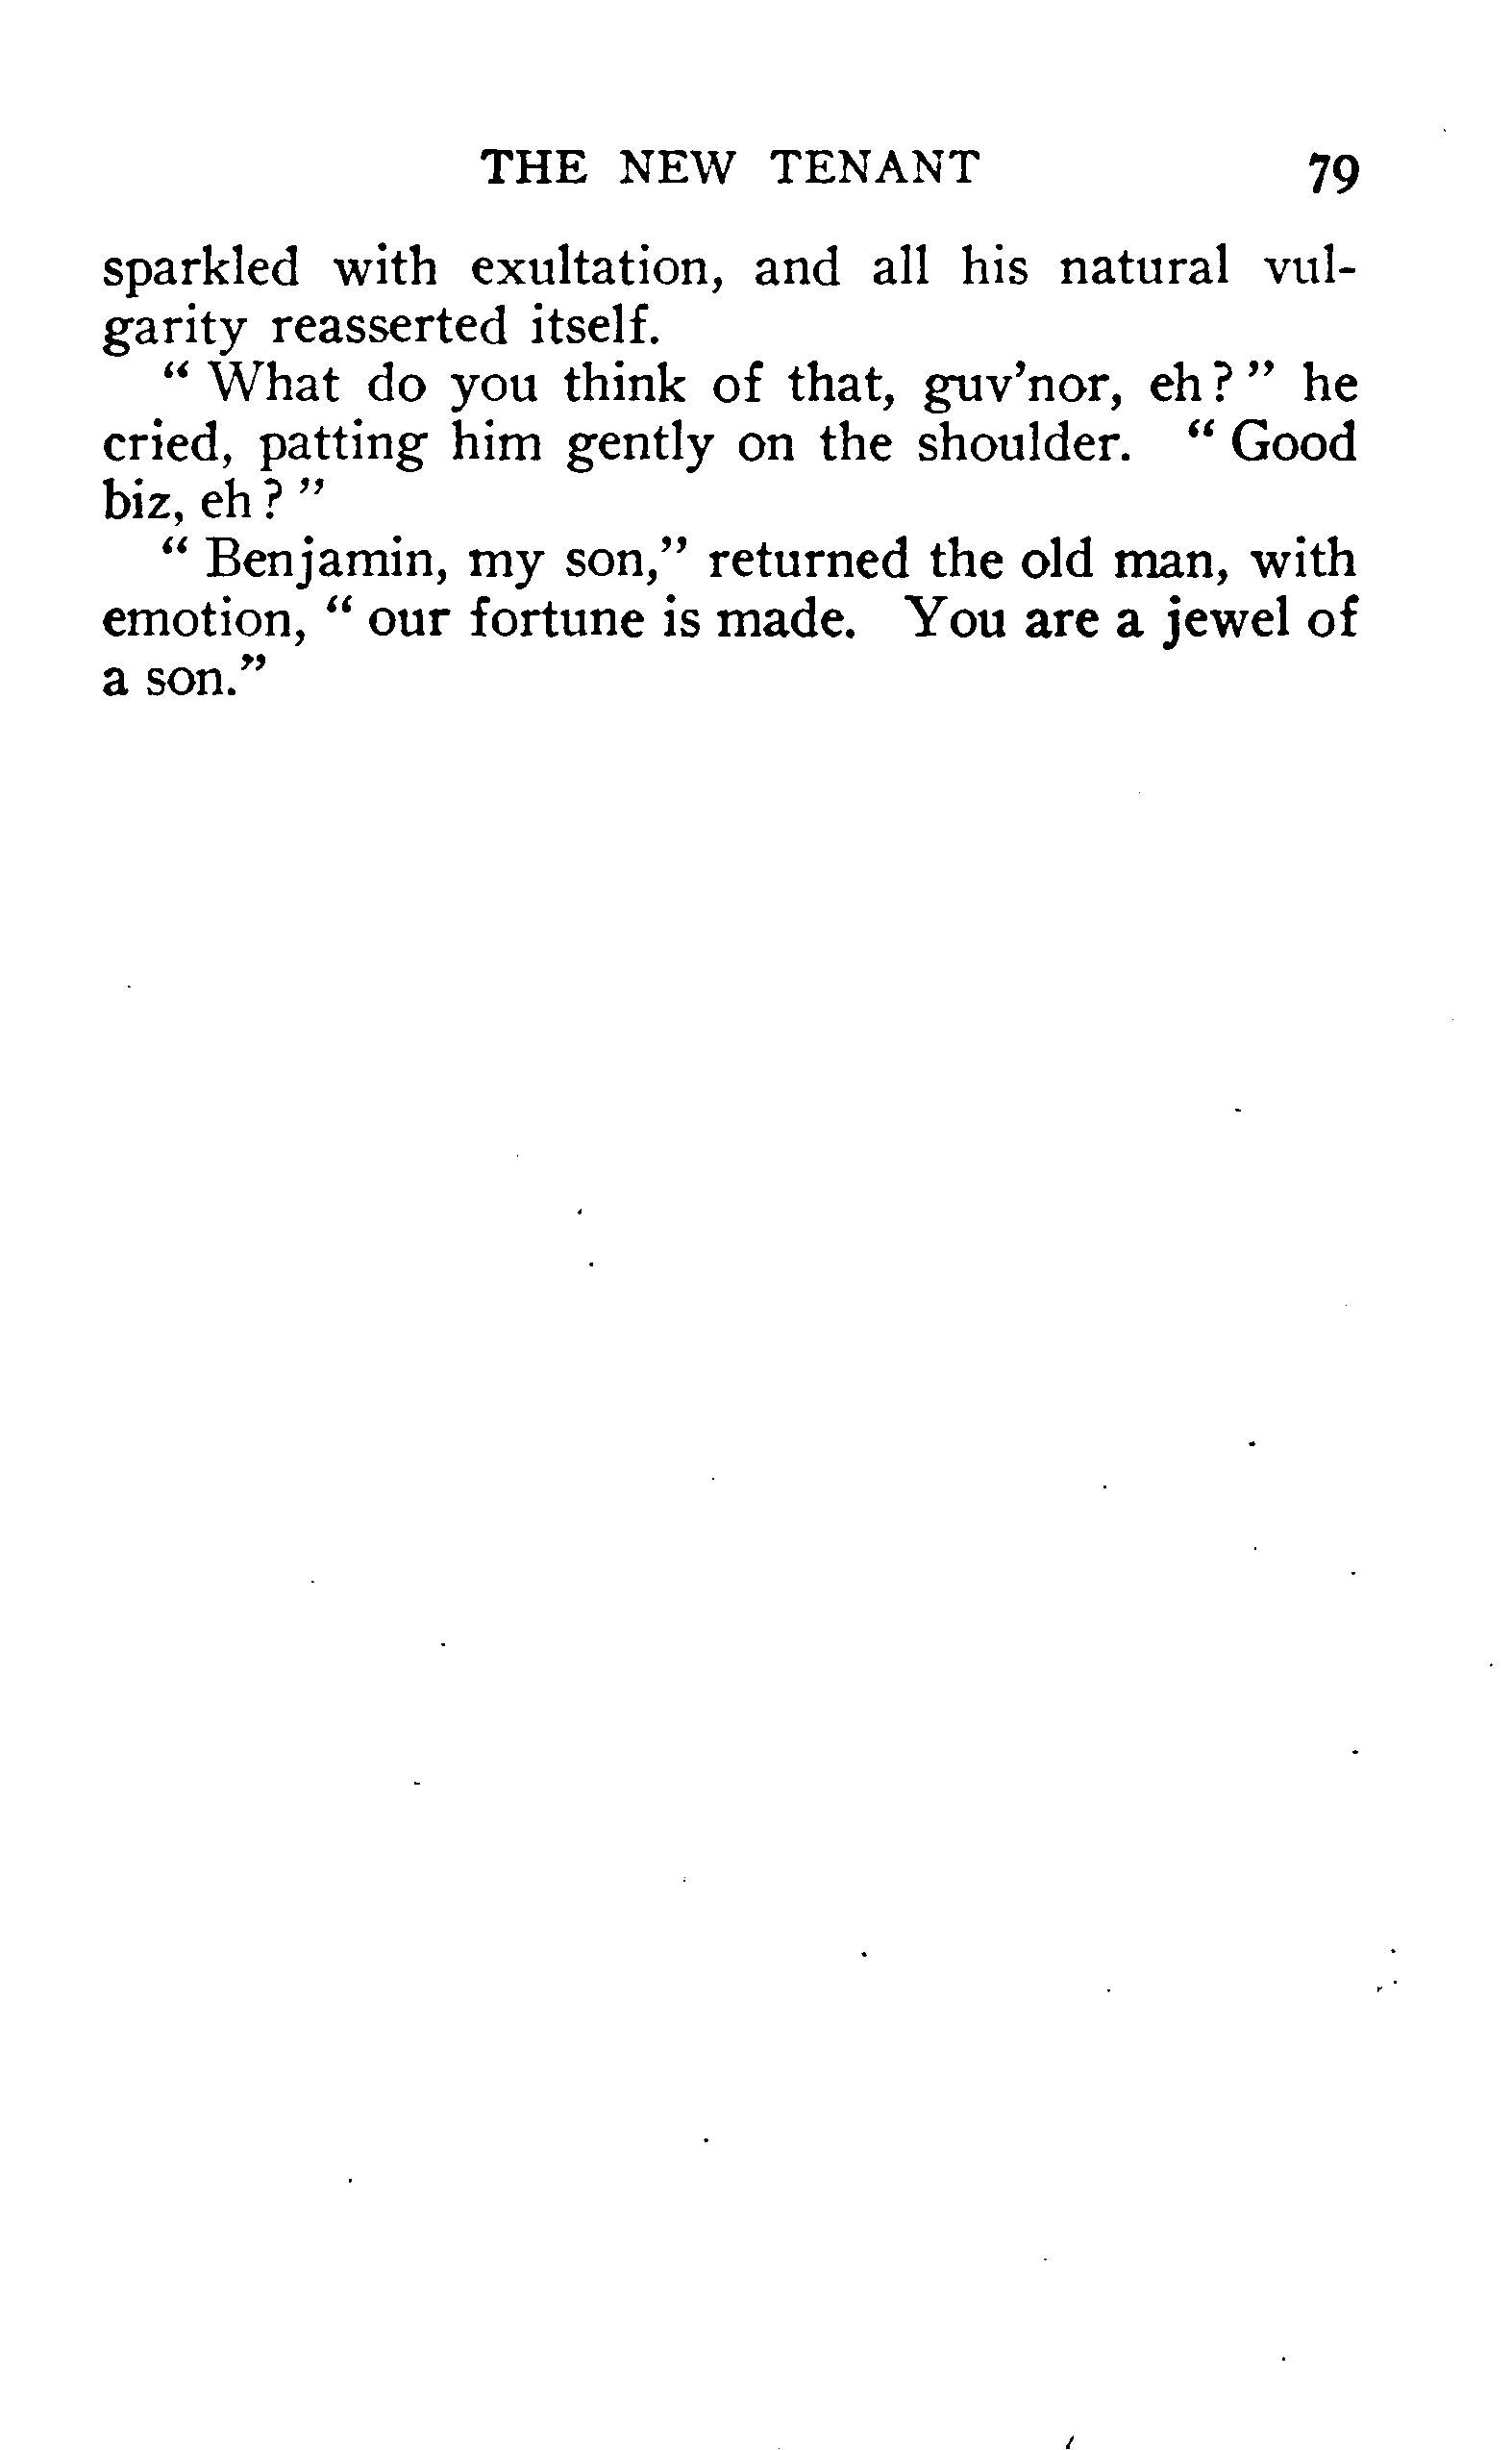 THE NEW TENANT 79
sparkled with exultation, and all his natural vul-
garity reasserted itself.
“ What do you think of that, guv’nor, eh ? ” he
cried, patting him gently on the shoulder. “ Good
biz, eh ? ”
“ Benjamin, my son,” returned the old man, with
emotion, “ our fortune is made. You are a jewel of
a son.”